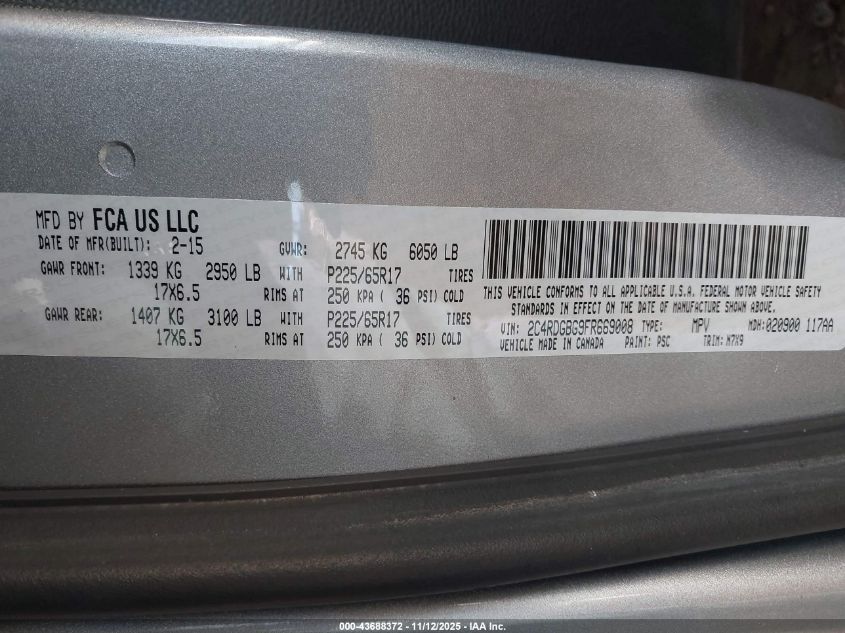 MFD BY FCA US LLC
DATE OF MFR(BUILT): 2-15 GVWR: 2745 KG 6050 LB
GAWR FRONT: 1339 KG 2950 LB WITH P225/65R17 TIRES
17X6.5 RIMS AT 250 KPA ( 36 PSI) COLD
GAWR REAR: 1407 KG 3100 LB WITH P225/65R17 TIRES
17X6.5 RIMS AT 250 KPA ( 36 PSI) COLD
THIS VEHICLE CONFORMS TO ALL APPLICABLE U.S.A. FEDERAL MOTOR VEHICLE SAFETY
STANDARDS IN EFFECT ON THE DATE OF MANUFACTURE SHOWN ABOVE.
VIN: 2C4RDGBG9FR669008 TYPE: MPV MDH: 020900 117AA
VEHICLE MADE IN CANADA PAINT: PSC TRIM: M7X9
000-43688372 - 11/12/2025 - IAA Inc.